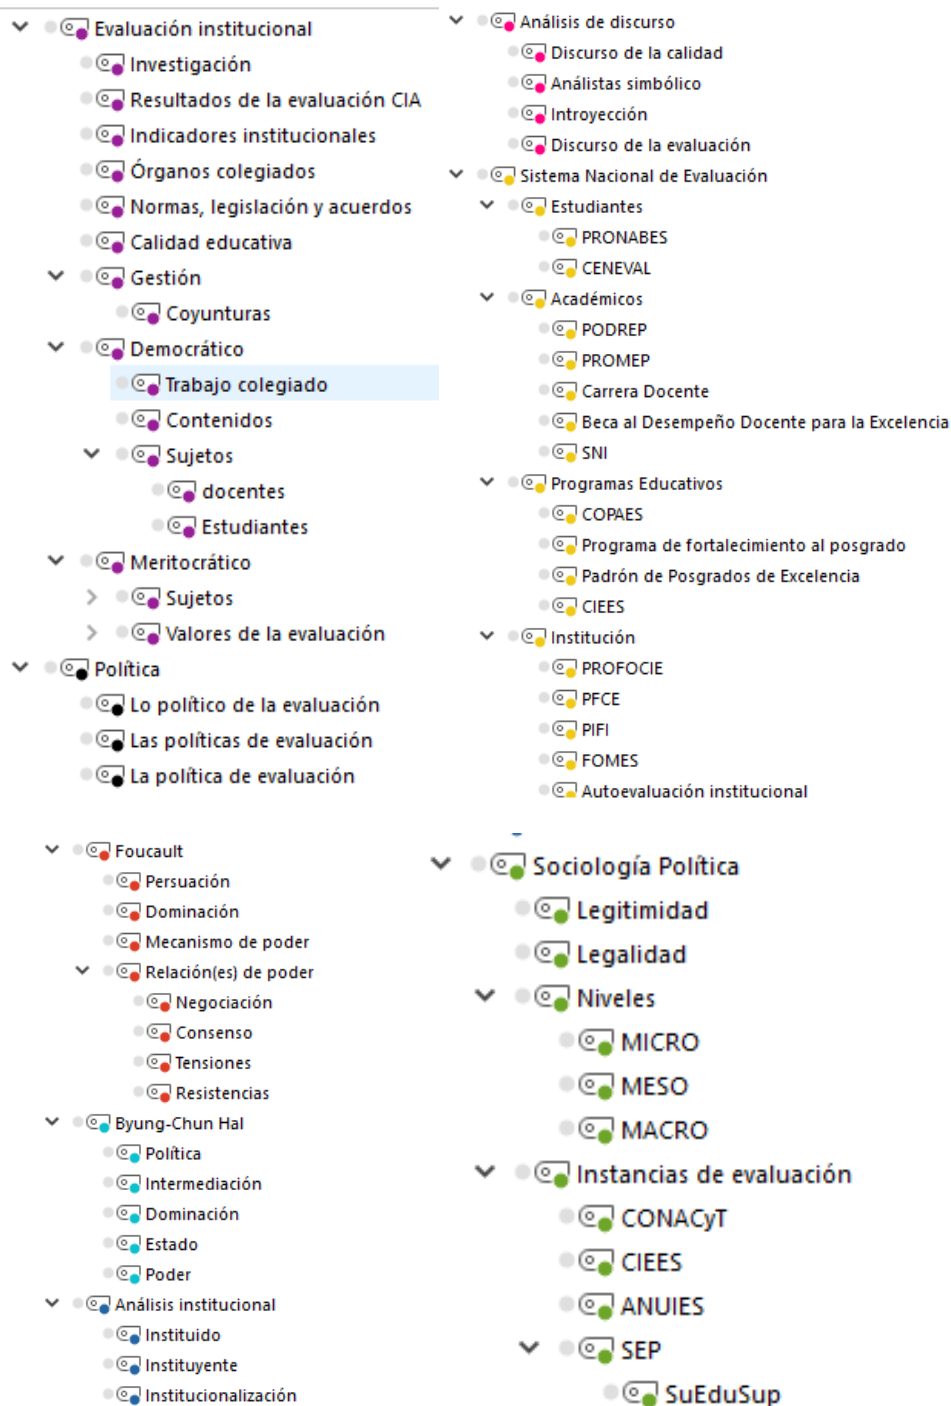 Evaluación institucional
Investigación
Resultados de la evaluación CIA
Indicadores institucionales
Órganos colegiados
Normas, legislación y acuerdos
Calidad educativa
Gestión
Coyunturas
Democrático
Trabajo colegiado
Contenidos
Sujetos
docentes
Estudiantes
Meritocrático
Sujetos
Valores de la evaluación
Política
Lo político de la evaluación
Las políticas de evaluación
La política de evaluación
Análisis de discurso
Discurso de la calidad
Análistas simbólico
Introyección
Discurso de la evaluación
Sistema Nacional de Evaluación
Estudiantes
PRONABES
CENEVAL
Académicos
PODREP
PROMEP
Carrera Docente
Beca al Desempeño Docente para la Excelencia
SNI
Programas Educativos
COPAES
Programa de fortalecimiento al posgrado
Padrón de Posgrados de Excelencia
CIEES
Institución
PROFOCIE
PFCE
PIFI
FOMES
Autoevaluación institucional
Foucault
Persuación
Dominación
Mecanismo de poder
Relación(es) de poder
Negociación
Consenso
Tensiones
Resistencias
Byung-Chun Hal
Política
Intermediación
Dominación
Estado
Poder
Análisis institucional
Instituido
Instituyente
Institucionalización
Sociología Política
Legitimidad
Legalidad
Niveles
MICRO
MESO
MACRO
Instancias de evaluación
CONACyT
CIEES
ANUIES
SEP
SuEduSup